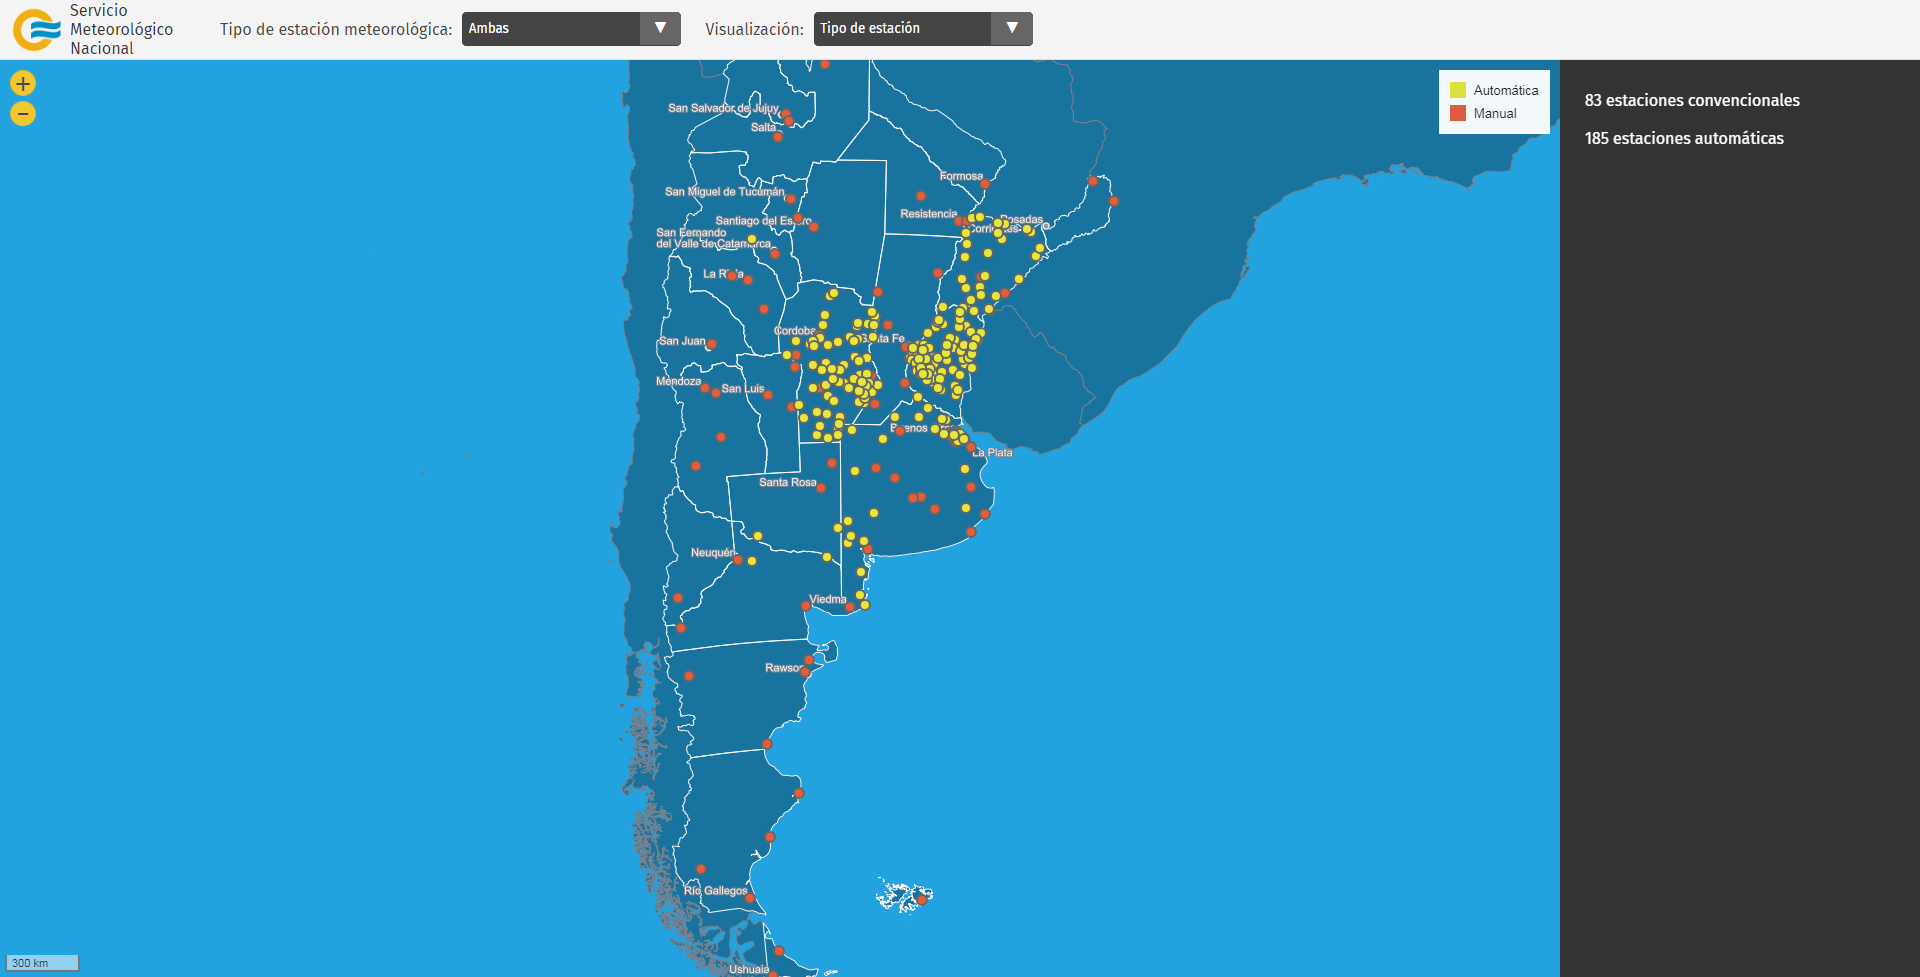 Servicio
Meteorológico
Nacional
Tipo de estación meteorológica:
Ambas
Visualización:
Tipo de estación
Automática
Manual
83 estaciones convencionales
185 estaciones automáticas
San Salvador de Jujuy
Salta
Formosa
San Miguel de Tucumán
Resistencia
Santiago del
Posadas
San Fernando
del Valle de Catamarca
La
Cordoba
San Juan
Mendoza
San Luis
La Plata
Santa Rosa
Neuquén
Viedma
Rawson
Río Gallegos
Ushuaia
300 km